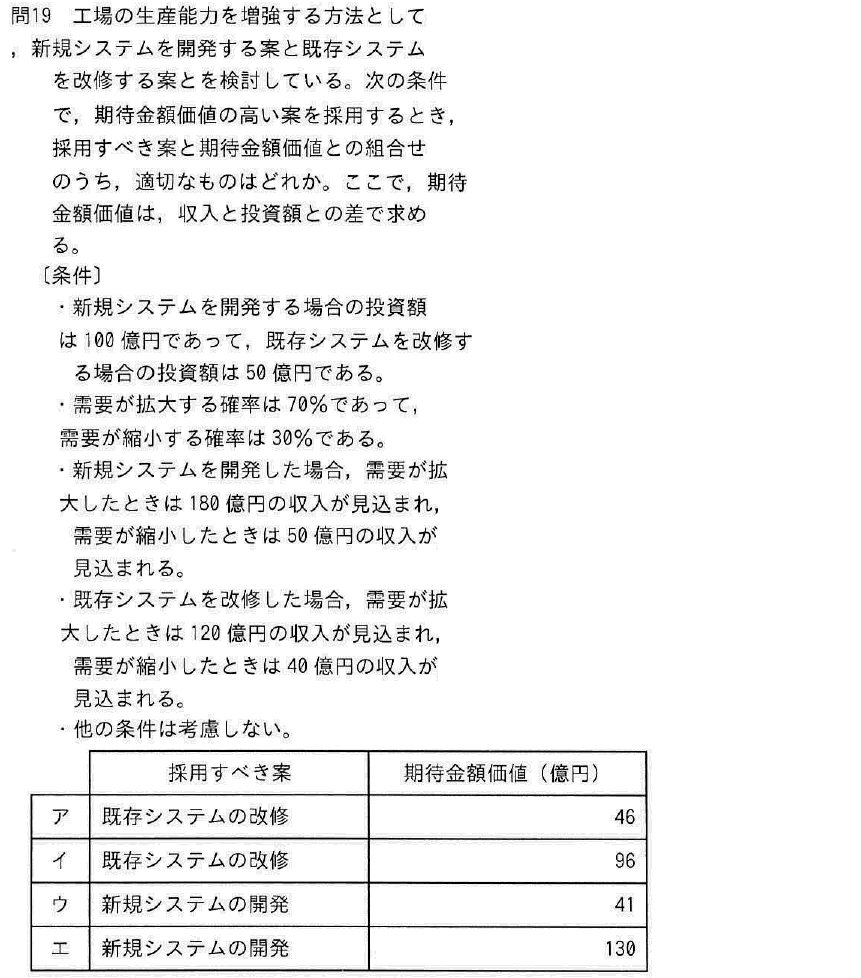 問19　工場の生産能力を増強する方法として
，新規システムを開発する案と既存システム
を改修する案とを検討している。次の条件
で，期待金額価値の高い案を採用するとき，
採用すべき案と期待金額価値との組合せ
のうち，適切なものはどれか。ここで，期待
金額価値は，収入と投資額との差で求め
る。
〔条件〕
・新規システムを開発する場合の投資額
は100億円であって，既存システムを改修す
る場合の投資額は50億円である。
・需要が拡大する確率は70％であって，
需要が縮小する確率は30％である。
・新規システムを開発した場合，需要が拡
大したときは180億円の収入が見込まれ，
需要が縮小したときは50億円の収入が
見込まれる。
・既存システムを改修した場合，需要が拡
大したときは120億円の収入が見込まれ，
需要が縮小したときは40億円の収入が
見込まれる。
・他の条件は考慮しない。
採用すべき案　期待金額価値（億円）
ア　既存システムの改修　46
イ　既存システムの改修　96
ウ　新規システムの開発　41
エ　新規システムの開発　130